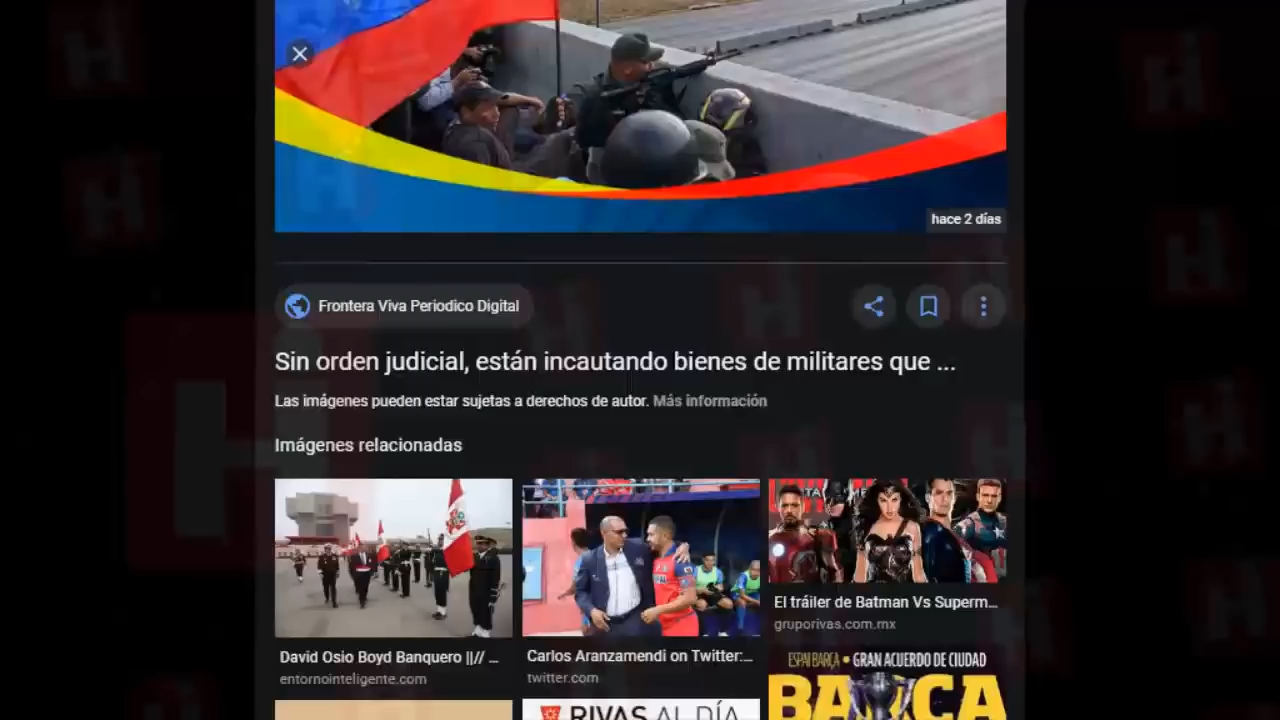 hace 2 días
Frontera Viva Periodico Digital
Sin orden judicial, están incautando bienes de militares que ...
Las imágenes pueden estar sujetas a derechos de autor. Más información
Imágenes relacionadas
David Osio Boyd Banquero ||// ...
entornointeligente.com
Carlos Aranzamendi on Twitter:...
twitter.com
El tráiler de Batman Vs Superm...
gruporivas.com.mx
ESPAI BARÇA • GRAN ACUERDO DE CIUDAD
BARÇA
RIVAS AL DÍA